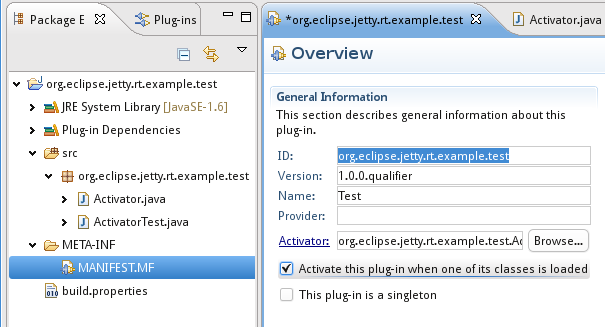 Package E
Plug-ins
org.eclipse.jetty.rt.example.test
JRE System Library [JavaSE-1.6]
Plug-in Dependencies
src
org.eclipse.jetty.rt.example.test
Activator.java
ActivatorTest.java
META-INF
MANIFEST.MF
build.properties
*org.eclipse.jetty.rt.example.test
Activator.java
Overview
General Information
This section describes general information about this
plug-in.
ID: org.eclipse.jetty.rt.example.test
Version: 1.0.0.qualifier
Name: Test
Provider:
Activator: org.eclipse.jetty.rt.example.test.Ac Browse...
Activate this plug-in when one of its classes is loaded
This plug-in is a singleton